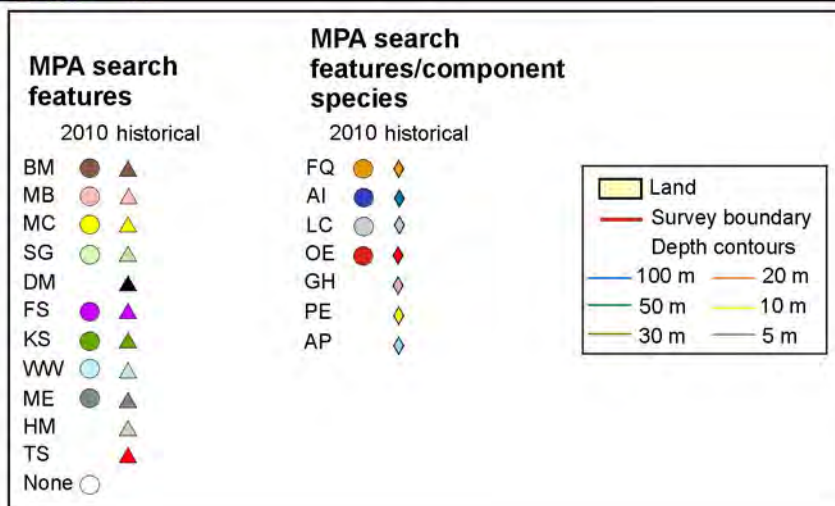 MPA search
features
2010 historical
BM
MB
MC
SG
DM
FS
KS
WW
ME
HM
TS
None
MPA search
features/component
species
2010 historical
FQ
AI
LC
OE
GH
PE
AP
Land
Survey boundary
Depth contours
100 m 20 m
50 m 10 m
30 m 5 m